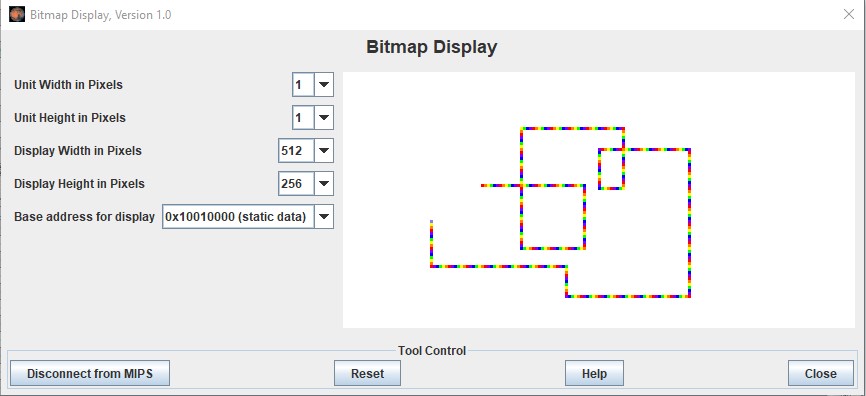 Bitmap Display, Version 1.0
Bitmap Display
Unit Width in Pixels 1
Unit Height in Pixels 1
Display Width in Pixels 512
Display Height in Pixels 256
Base address for display 0x10010000 (static data)
Tool Control
Disconnect from MIPS Reset Help Close